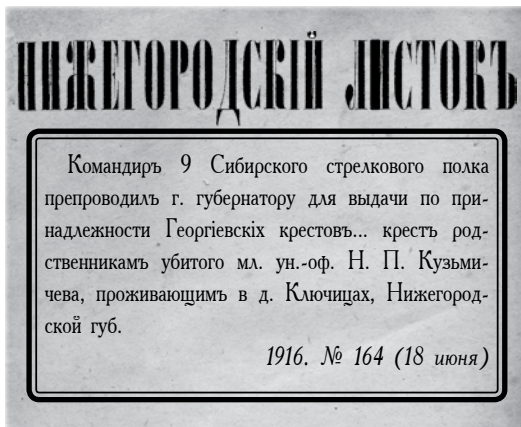 НИЖЕГОРОДСКІЙ ЛИСТОКЪ
Командиръ 9 Сибирского стрелкового полка
препроводилъ г. губернатору для выдачи по при-
надлежности Георгіевскіх крестовъ... крестъ род-
ственникамъ убитого мл. ун.-оф. Н. П. Кузьми-
чева, проживающимъ в д. Ключицах, Нижегород-
ской губ.
1916. № 164 (18 июня)